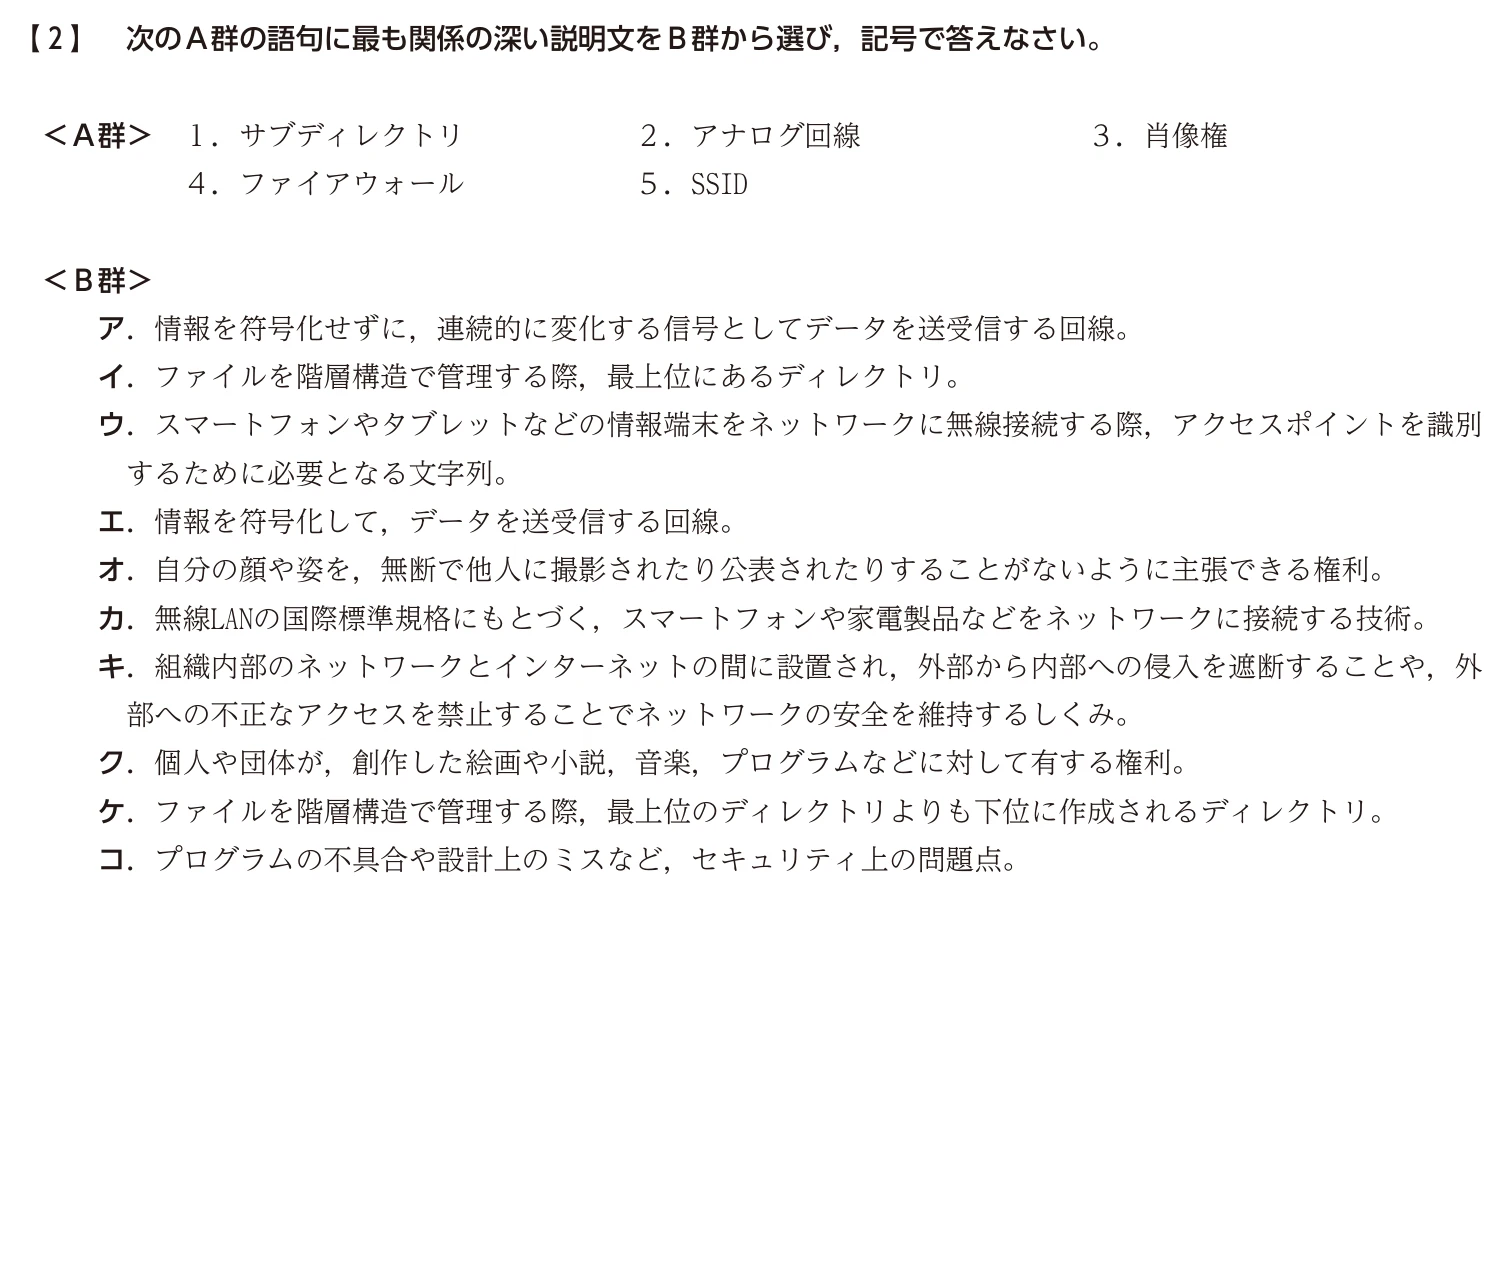 【2】 次のA群の語句に最も関係の深い説明文をB群から選び，記号で答えなさい。
＜A群＞ 1．サブディレクトリ 2．アナログ回線 3．肖像権
4．ファイアウォール 5．SSID
＜B群＞
ア．情報を符号化せずに，連続的に変化する信号としてデータを送受信する回線。
イ．ファイルを階層構造で管理する際，最上位にあるディレクトリ。
ウ．スマートフォンやタブレットなどの情報端末をネットワークに無線接続する際，アクセスポイントを識別
するために必要となる文字列。
エ．情報を符号化して，データを送受信する回線。
オ．自分の顔や姿を，無断で他人に撮影されたり公表されたりすることがないように主張できる権利。
カ．無線LANの国際標準規格にもとづく，スマートフォンや家電製品などをネットワークに接続する技術。
キ．組織内部のネットワークとインターネットの間に設置され，外部から内部への侵入を遮断することや，外
部への不正なアクセスを禁止することでネットワークの安全を維持するしくみ。
ク．個人や団体が，創作した絵画や小説，音楽，プログラムなどに対して有する権利。
ケ．ファイルを階層構造で管理する際，最上位のディレクトリよりも下位に作成されるディレクトリ。
コ．プログラムの不具合や設計上のミスなど，セキュリティ上の問題点。